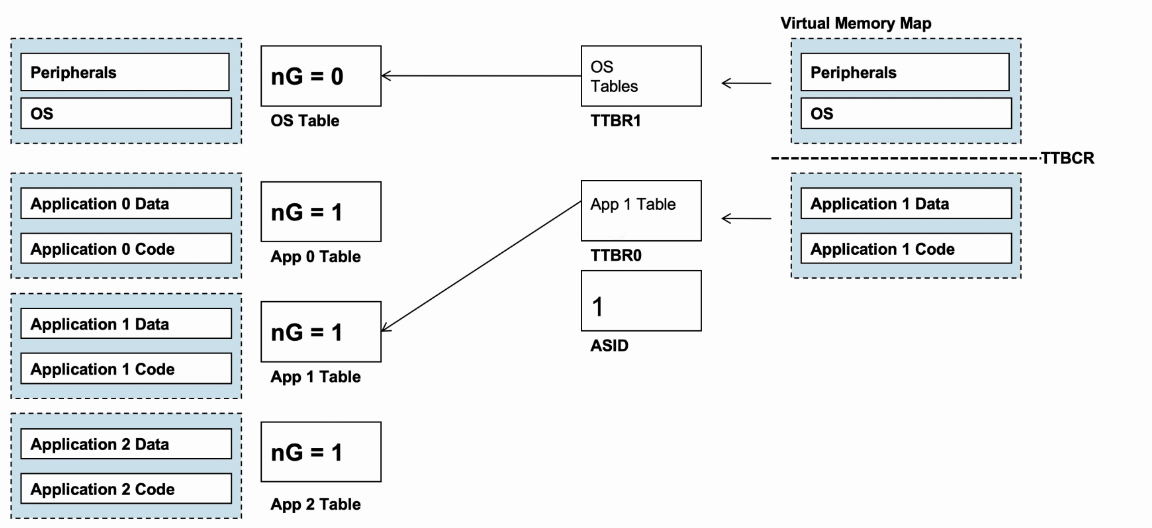 Virtual Memory Map
Peripherals
OS
nG = 0
OS Table
OS
Tables
TTBR1
Peripherals
OS
TTBCR
Application 0 Data
Application 0 Code
nG = 1
App 0 Table
App 1 Table
TTBR0
Application 1 Data
Application 1 Code
1
ASID
Application 1 Data
Application 1 Code
nG = 1
App 1 Table
Application 2 Data
Application 2 Code
nG = 1
App 2 Table